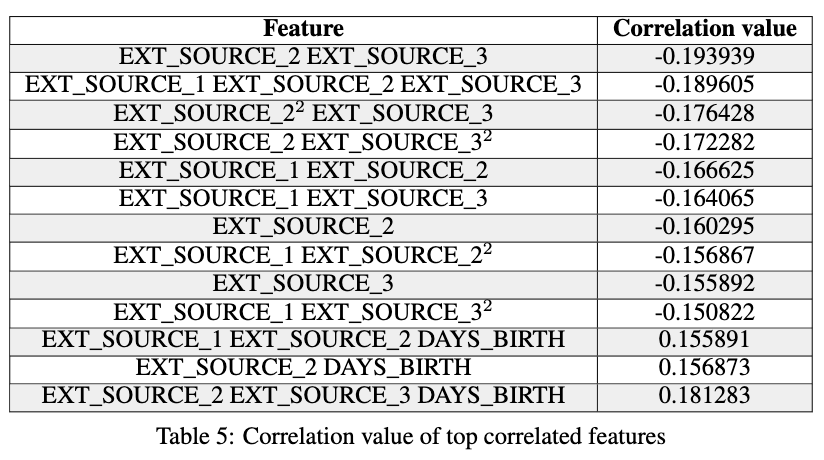 Feature Correlation value
EXT_SOURCE_2 EXT_SOURCE_3 -0.193939
EXT_SOURCE_1 EXT_SOURCE_2 EXT_SOURCE_3 -0.189605
EXT_SOURCE_2² EXT_SOURCE_3 -0.176428
EXT_SOURCE_2 EXT_SOURCE_3² -0.172282
EXT_SOURCE_1 EXT_SOURCE_2 -0.166625
EXT_SOURCE_1 EXT_SOURCE_3 -0.164065
EXT_SOURCE_2 -0.160295
EXT_SOURCE_1 EXT_SOURCE_2² -0.156867
EXT_SOURCE_3 -0.155892
EXT_SOURCE_1 EXT_SOURCE_3² -0.150822
EXT_SOURCE_1 EXT_SOURCE_2 DAYS_BIRTH 0.155891
EXT_SOURCE_2 DAYS_BIRTH 0.156873
EXT_SOURCE_2 EXT_SOURCE_3 DAYS_BIRTH 0.181283
Table 5: Correlation value of top correlated features